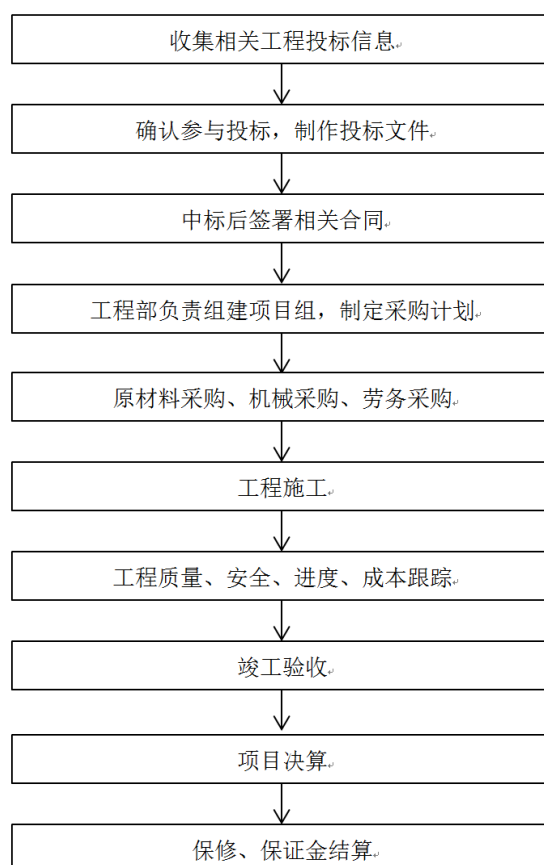 收集相关工程投标信息
确认参与投标，制作投标文件
中标后签署相关合同
工程部负责组建项目组，制定采购计划
原材料采购、机械采购、劳务采购
工程施工
工程质量、安全、进度、成本跟踪
竣工验收
项目决算
保修、保证金结算